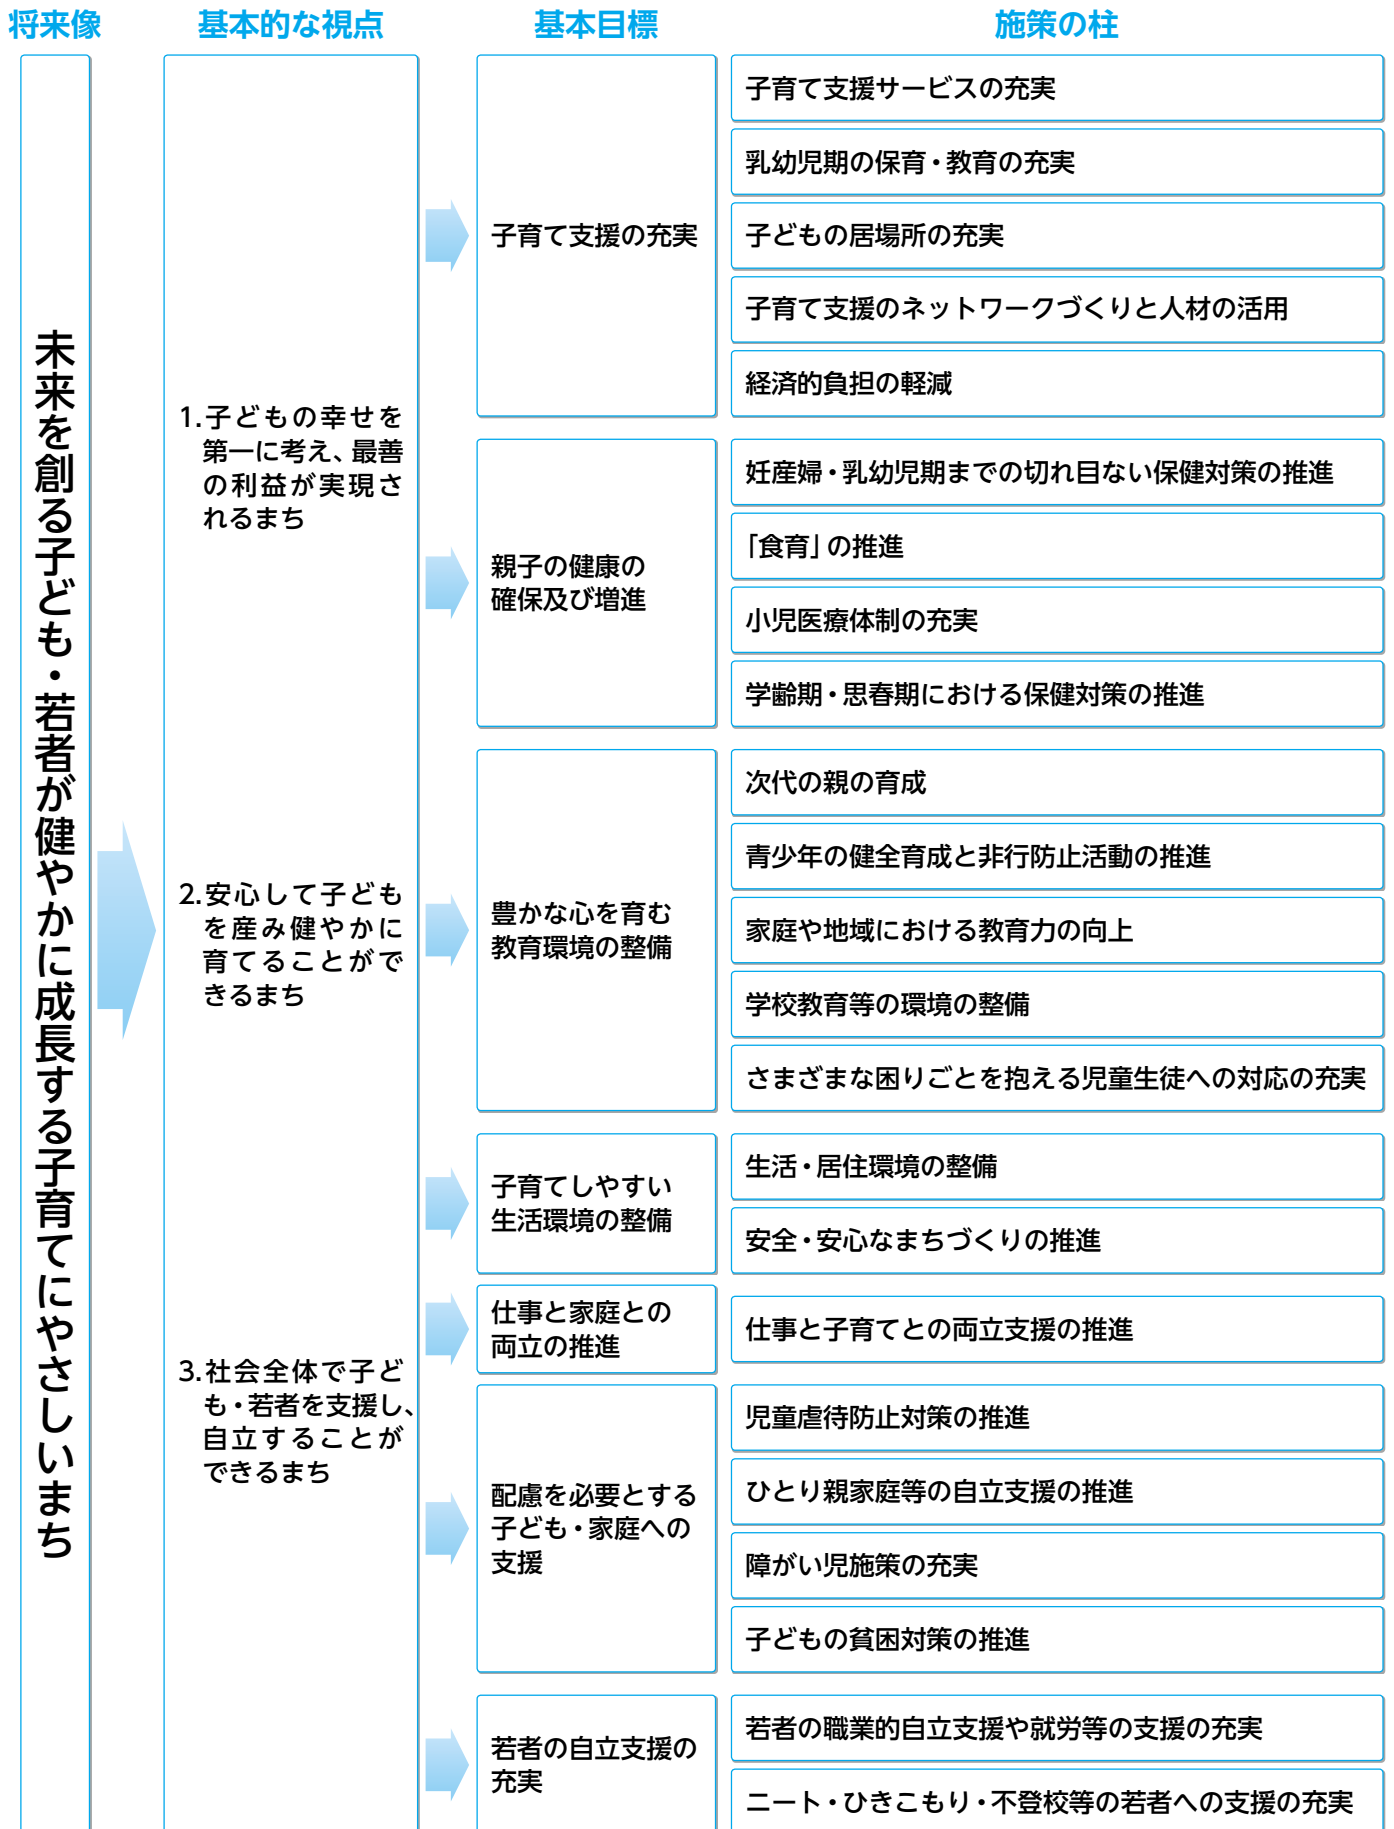 将来像
基本的な視点
基本目標
施策の柱
未来を創る子ども・若者が健やかに成長する子育てにやさしいまち
1.子どもの幸せを
第一に考え、最善
の利益が実現さ
れるまち
2.安心して子ども
を産み健やかに
育てることがで
きるまち
3.社会全体で子ど
も・若者を支援し、
自立することが
できるまち
子育て支援の充実
子育て支援サービスの充実
乳幼児期の保育・教育の充実
子どもの居場所の充実
子育て支援のネットワークづくりと人材の活用
経済的負担の軽減
親子の健康の
確保及び増進
妊産婦・乳幼児期までの切れ目ない保健対策の推進
「食育」の推進
小児医療体制の充実
学齢期・思春期における保健対策の推進
豊かな心を育む
教育環境の整備
次代の親の育成
青少年の健全育成と非行防止活動の推進
家庭や地域における教育力の向上
学校教育等の環境の整備
さまざまな困りごとを抱える児童生徒への対応の充実
子育てしやすい
生活環境の整備
生活・居住環境の整備
安全・安心なまちづくりの推進
仕事と家庭との
両立の推進
仕事と子育てとの両立支援の推進
配慮を必要とする
子ども・家庭への
支援
児童虐待防止対策の推進
ひとり親家庭等の自立支援の推進
障がい児施策の充実
子どもの貧困対策の推進
若者の自立支援の
充実
若者の職業的自立支援や就労等の支援の充実
ニート・ひきこもり・不登校等の若者への支援の充実